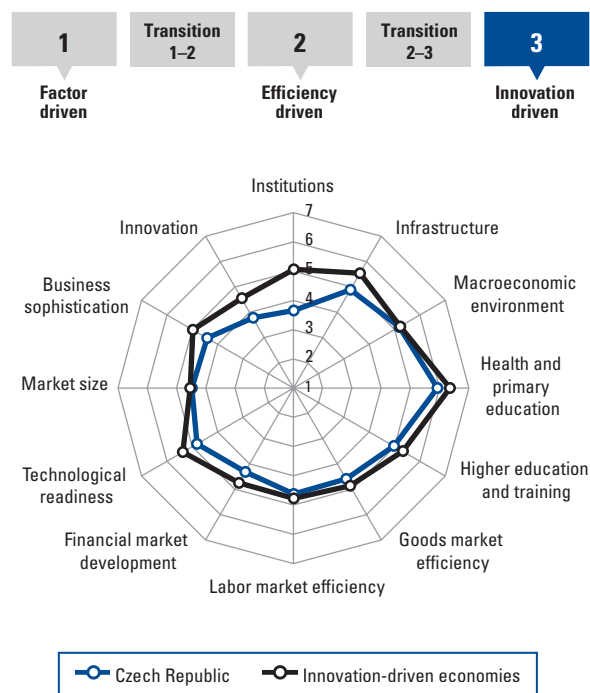 1
Transition
1–2
2
Transition
2–3
3
Factor
driven
Efficiency
driven
Innovation
driven
Institutions
Innovation
Infrastructure
Business
sophistication
Macroeconomic
environment
Market size
Health and
primary
education
Technological
readiness
Higher education
and training
Financial market
development
Goods market
efficiency
Labor market efficiency
7
6
5
4
3
2
1
Czech Republic
Innovation-driven economies